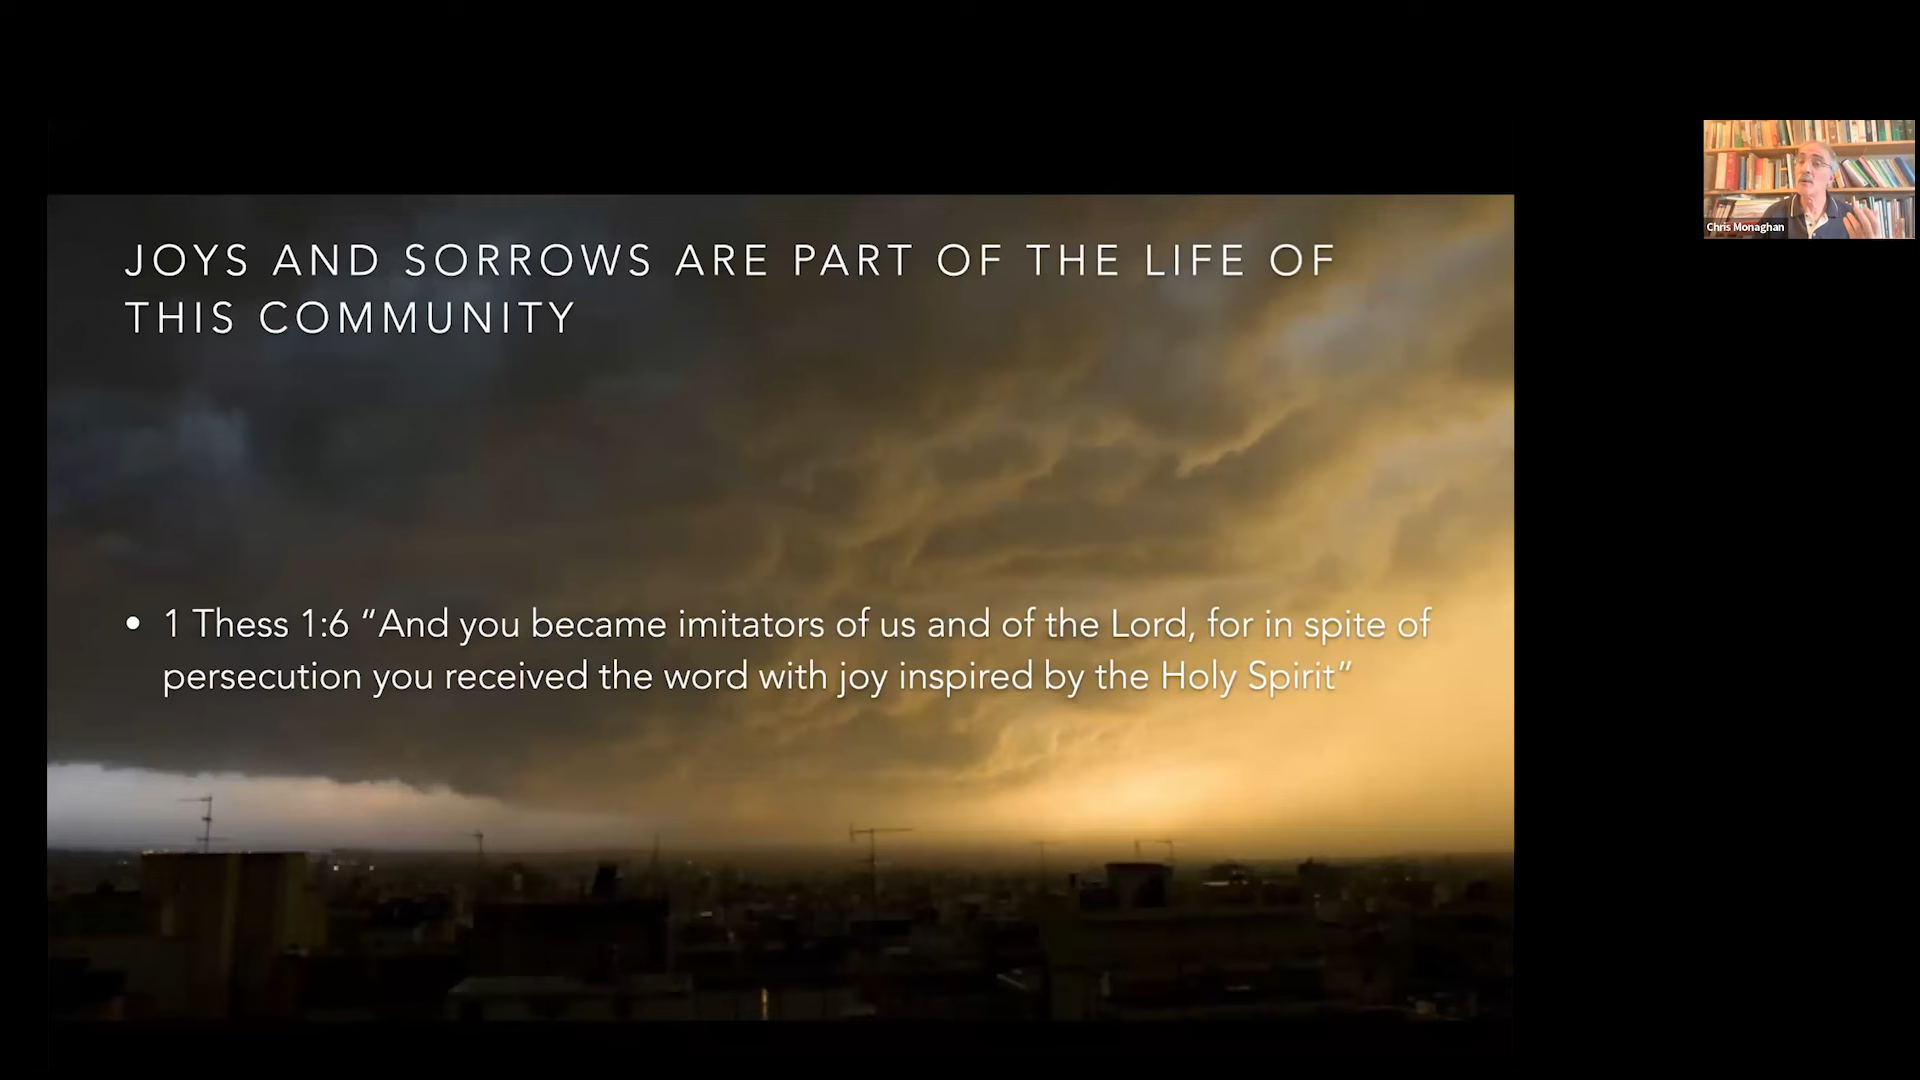 JOYS AND SORROWS ARE PART OF THE LIFE OF
THIS COMMUNITY
• 1 Thess 1:6 “And you became imitators of us and of the Lord, for in spite of
persecution you received the word with joy inspired by the Holy Spirit”
Chris Monaghan